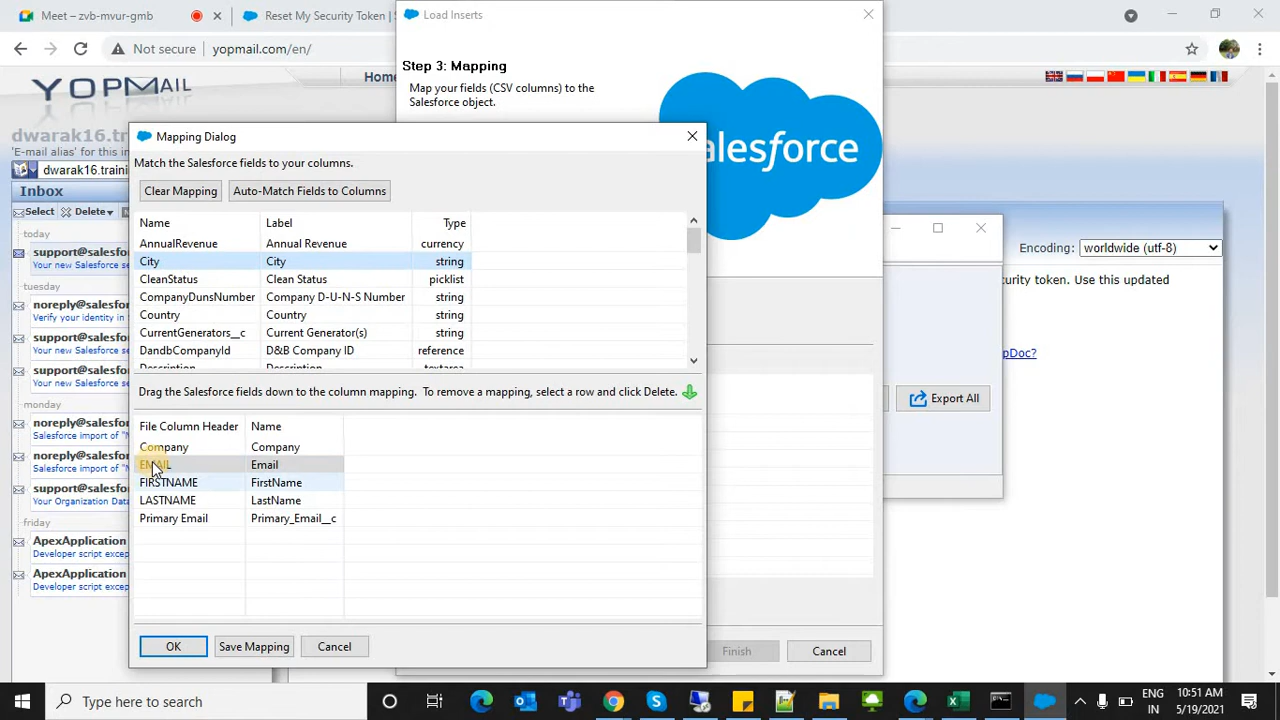 Meet – zvb-mvur-gmb
Reset My Security Token | S
Not secure yopmail.com/en/
YOPMAIL
Home
dwarak16.tr
'E-mail alias' for this in
dwarak16.traini
Inbox
Select Delete
today
support@salesfo
Your new Salesforce se
tuesday
noreply@salesfo
Verify your identity in
support@salesfo
Your new Salesforce se
support@salesfo
Your new Salesforce se
monday
noreply@salesfo
Salesforce import of "N
noreply@salesfo
Salesforce import of "N
support@salesfo
Your Organization Data
friday
ApexApplication
Developer script excep
ApexApplication
Developer script excep
Load Inserts
Step 3: Mapping
Map your fields (CSV columns) to the
Salesforce object.
alesforce
Finish
Cancel
Mapping Dialog
Match the Salesforce fields to your columns.
Clear Mapping Auto-Match Fields to Columns
Name Label Type
AnnualRevenue Annual Revenue currency
City City string
CleanStatus Clean Status picklist
CompanyDunsNumber Company D-U-N-S Number string
Country Country string
CurrentGenerators__c Current Generator(s) string
DandbCompanyId D&B Company ID reference
Description Description textarea
Drag the Salesforce fields down to the column mapping. To remove a mapping, select a row and click Delete.
File Column Header Name
Company Company
EMAIL Email
FIRSTNAME FirstName
LASTNAME LastName
Primary Email Primary_Email__c
OK Save Mapping Cancel
Encoding: worldwide (utf-8)
curity token. Use this updated
pDoc?
Export All
Type here to search
ENG
IN
10:51 AM
5/19/2021